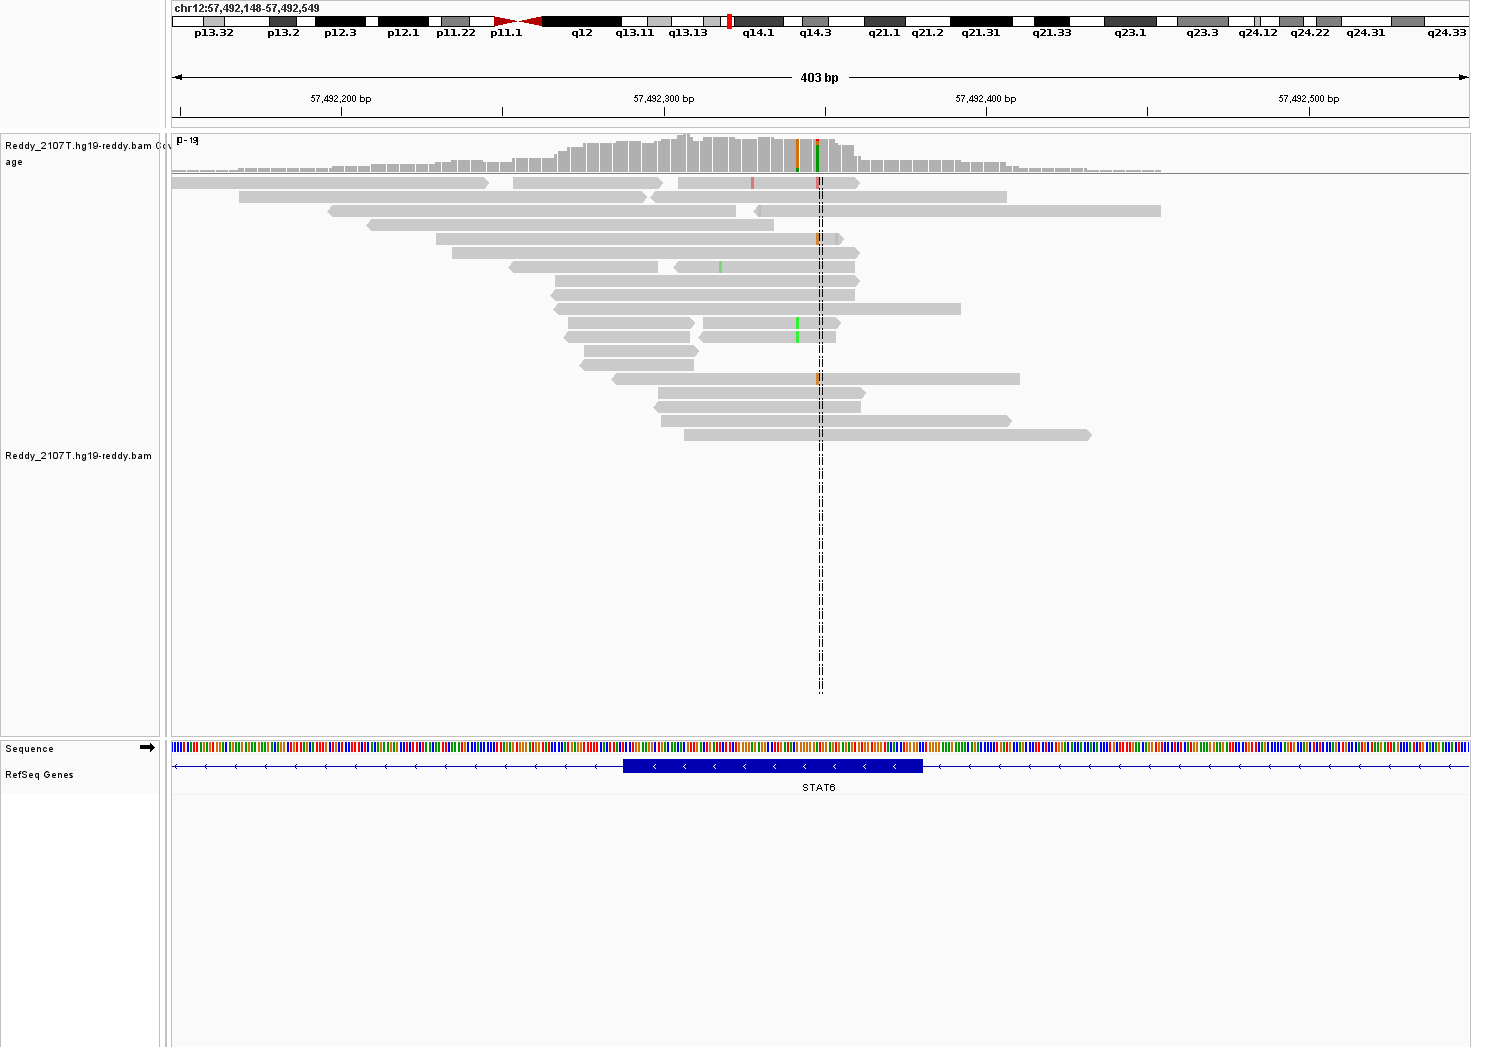 chr12:57,492,148-57,492,549
p13.32 p13.2 p12.3 p12.1 p11.22 p11.1 q12 q13.11 q13.13 q14.1 q14.3 q21.1 q21.2 q21.31 q21.33 q23.1 q23.3 q24.12 q24.22 q24.31 q24.33
403 bp
57,492,200 bp 57,492,300 bp 57,492,400 bp 57,492,500 bp
[0 - 19]
Reddy_2107T.hg19-reddy.bam Cov
age
Reddy_2107T.hg19-reddy.bam
Sequence
RefSeq Genes
STAT6